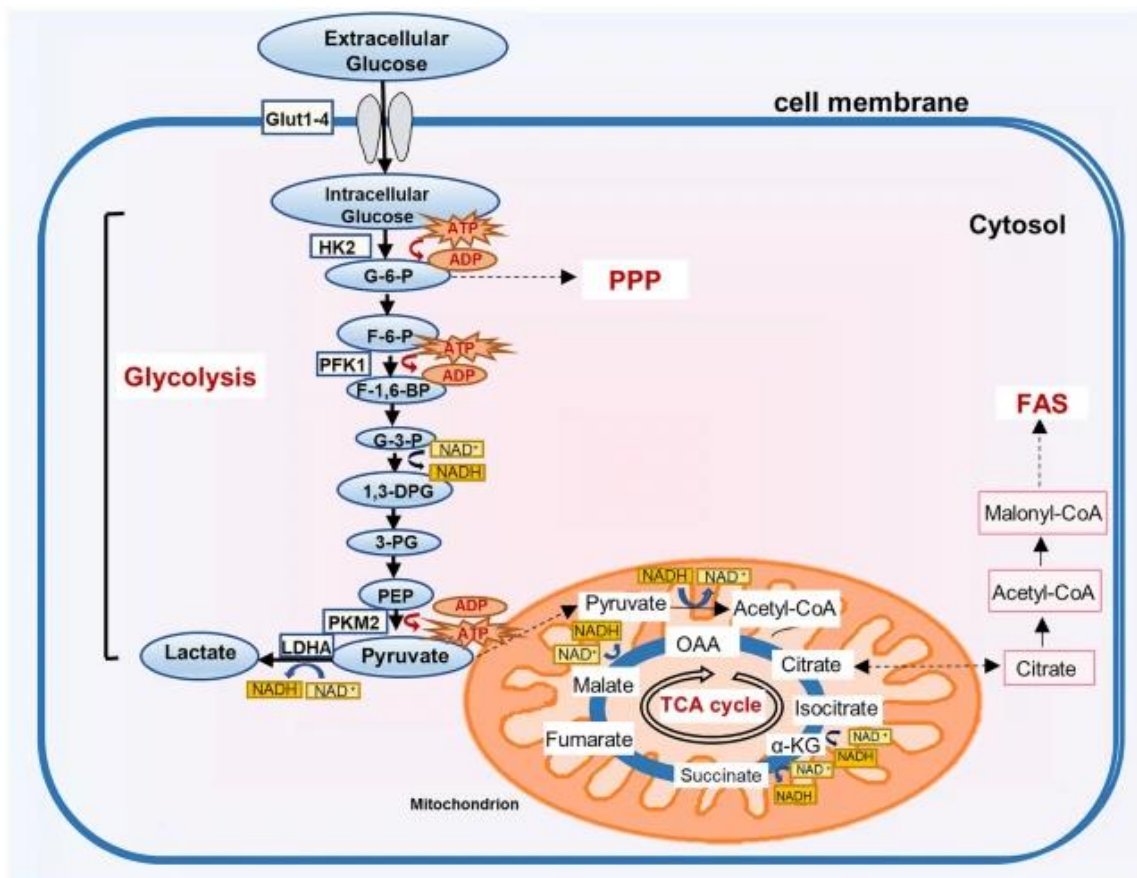 Extracellular
Glucose
cell membrane
Glut1-4
Intracellular
Glucose
ATP
Cytosol
HK2
ADP
G-6-P
PPP
F-6-P
ATP
PFK1
ADP
Glycolysis
F-1,6-BP
FAS
G-3-P
NAD+
NADH
1,3-DPG
Malonyl-CoA
3-PG
NADH NAD+
PEP
ADP
Pyruvate
Acetyl-CoA
Acetyl-CoA
PKM2
ATP
NADH
LDHA
OAA
Lactate
Pyruvate
NAD+
Citrate
Citrate
NADH NAD+
Malate
TCA cycle
Isocitrate
Fumarate
α-KG
NAD+
NADH
Succinate
NAD+
NADH
Mitochondrion